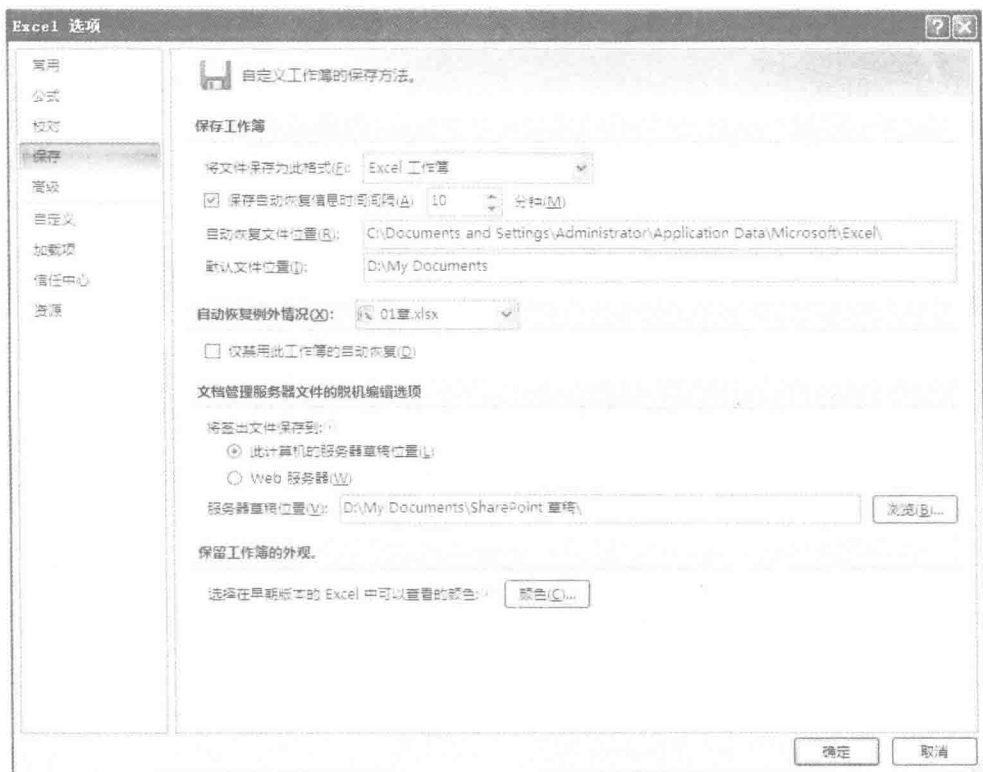 Excel 选项
常用
公式
校对
保存
高级
自定义
加载项
信任中心
资源
自定义工作簿的保存方法。
保存工作簿
将文件保存为此格式(F): Excel 工作簿
保存自动恢复信息时间间隔(A) 10 分钟(M)
自动恢复文件位置(R): C:\Documents and Settings\Administrator\Application Data\Microsoft\Excel\
默认文件位置(I): D:\My Documents
自动恢复例外情况(X): 01章.xlsx
仅禁用此工作簿的自动恢复(D)
文档管理服务器文件的脱机编辑选项
将签出文件保存到:
此计算机的服务器草稿位置(L)
Web 服务器(W)
服务器草稿位置(V): D:\My Documents\SharePoint 草稿\ 浏览(B)...
保留工作簿的外观。
选择在早期版本的 Excel 中可以查看的颜色: 颜色(C)...
确定 取消